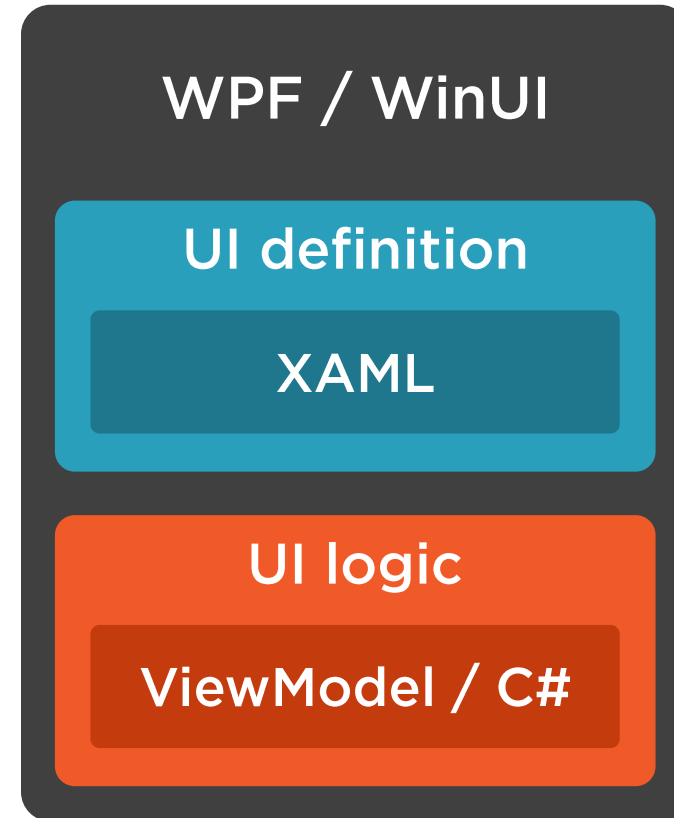 WPF / WinUI
UI definition
XAML
UI logic
ViewModel / C#